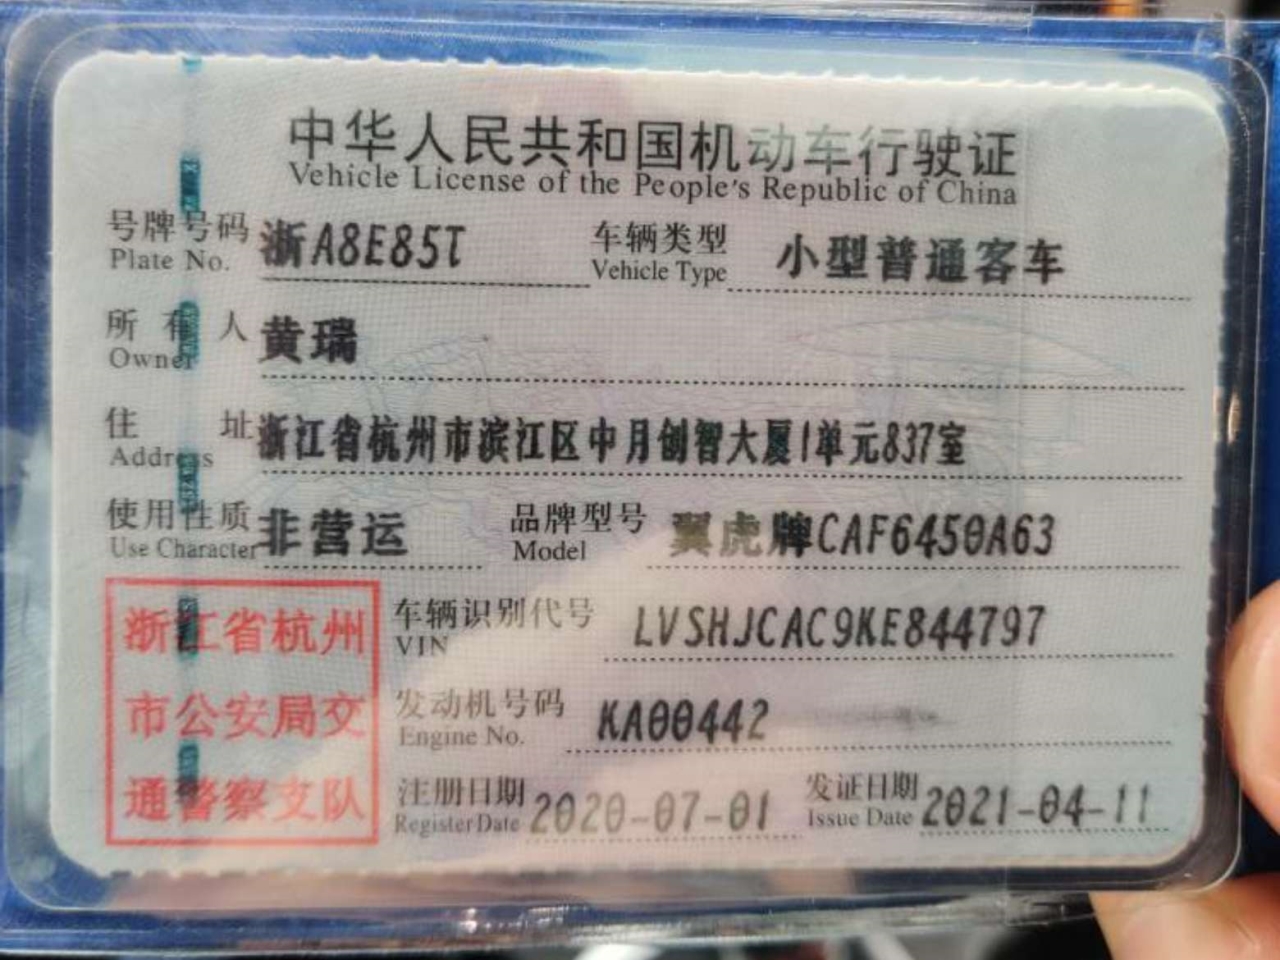 中华人民共和国机动车行驶证
Vehicle License of the People's Republic of China
号牌号码 浙A8E85T 车辆类型 小型普通客车
Plate No. Vehicle Type
所有人 黄瑞
Owner
住址 浙江省杭州市滨江区中月创智大厦1单元837室
Address
使用性质 非营运 品牌型号 翼虎牌CAF6450A63
Use Character Model
浙江省杭州
市公安局交
通警察支队
车辆识别代号 LVSHJCAC9KE844797
VIN
发动机号码 KA00442
Engine No.
注册日期 2020-07-01 发证日期 2021-04-11
Register Date Issue Date